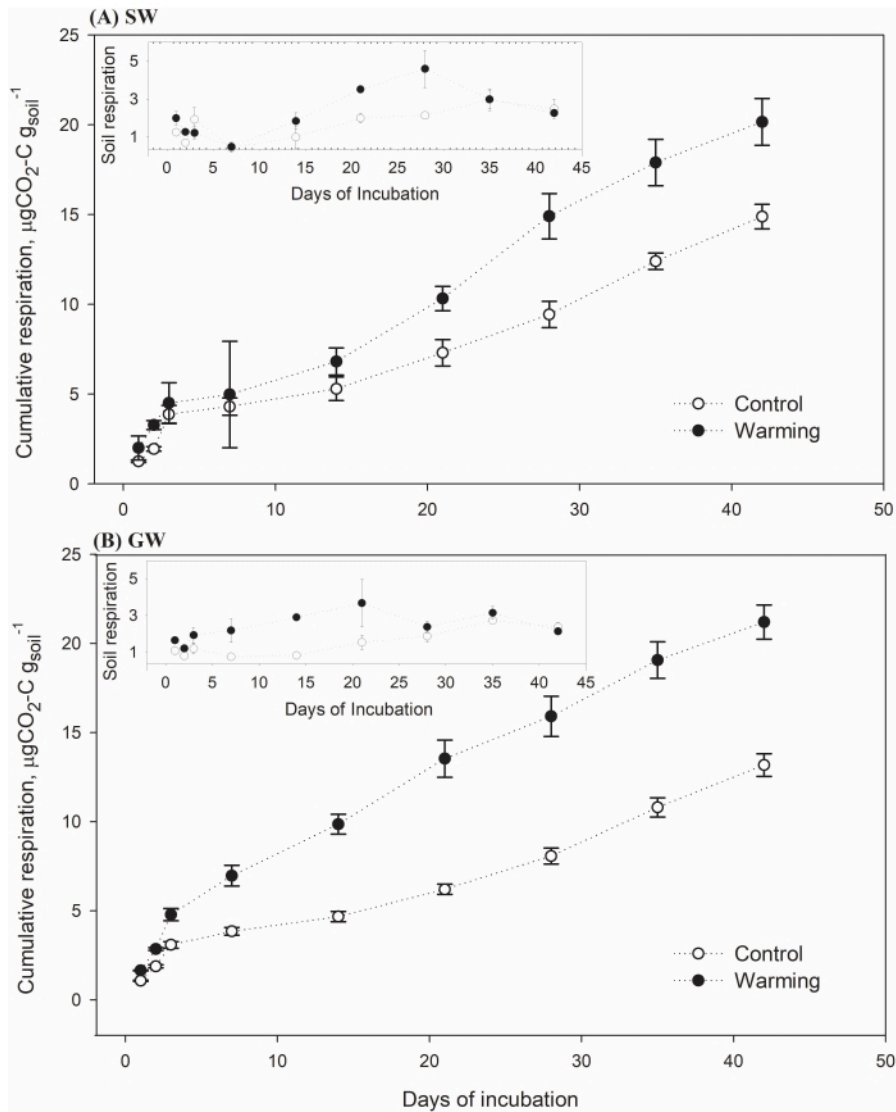 (A) SW
25
20
15
10
5
0
Cumulative respiration, µgCO2-C gsoil-1
5
3
1
Soil respiration
0 5 10 15 20 25 30 35 40 45
Days of Incubation
Control
Warming
0 10 20 30 40 50
(B) GW
25
20
15
10
5
0
Cumulative respiration, µgCO2-C gsoil-1
5
3
1
Soil respiration
0 5 10 15 20 25 30 35 40 45
Days of Incubation
Control
Warming
0 10 20 30 40 50
Days of incubation